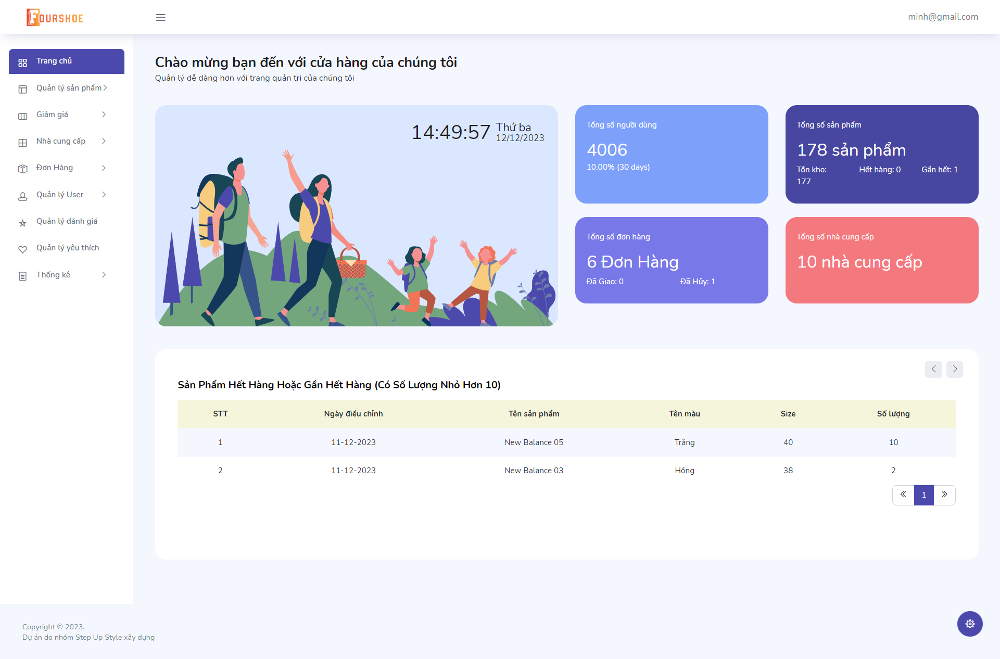 FOURSHOE
minh@gmail.com
Trang chủ
Quản lý sản phẩm
Giảm giá
Nhà cung cấp
Đơn Hàng
Quản lý User
Quản lý đánh giá
Quản lý yêu thích
Thống kê
Chào mừng bạn đến với cửa hàng của chúng tôi
Quản lý dễ dàng hơn với trang quản trị của chúng tôi
14:49:57 Thứ ba
12/12/2023
Tổng số người dùng
4006
10.00% (30 days)
Tổng số sản phẩm
178 sản phẩm
Tồn kho: Hết hàng: 0 Gần hết: 1
177
Tổng số đơn hàng
6 Đơn Hàng
Đã Giao: 0 Đã Hủy: 1
Tổng số nhà cung cấp
10 nhà cung cấp
Sản Phẩm Hết Hàng Hoặc Gần Hết Hàng (Có Số Lượng Nhỏ Hơn 10)
STT Ngày điều chỉnh Tên sản phẩm Tên màu Size Số lượng
1 11-12-2023 New Balance 05 Trắng 40 10
2 11-12-2023 New Balance 03 Hồng 38 2
« 1 »
Copyright © 2023.
Dự án do nhóm Step Up Style xây dựng